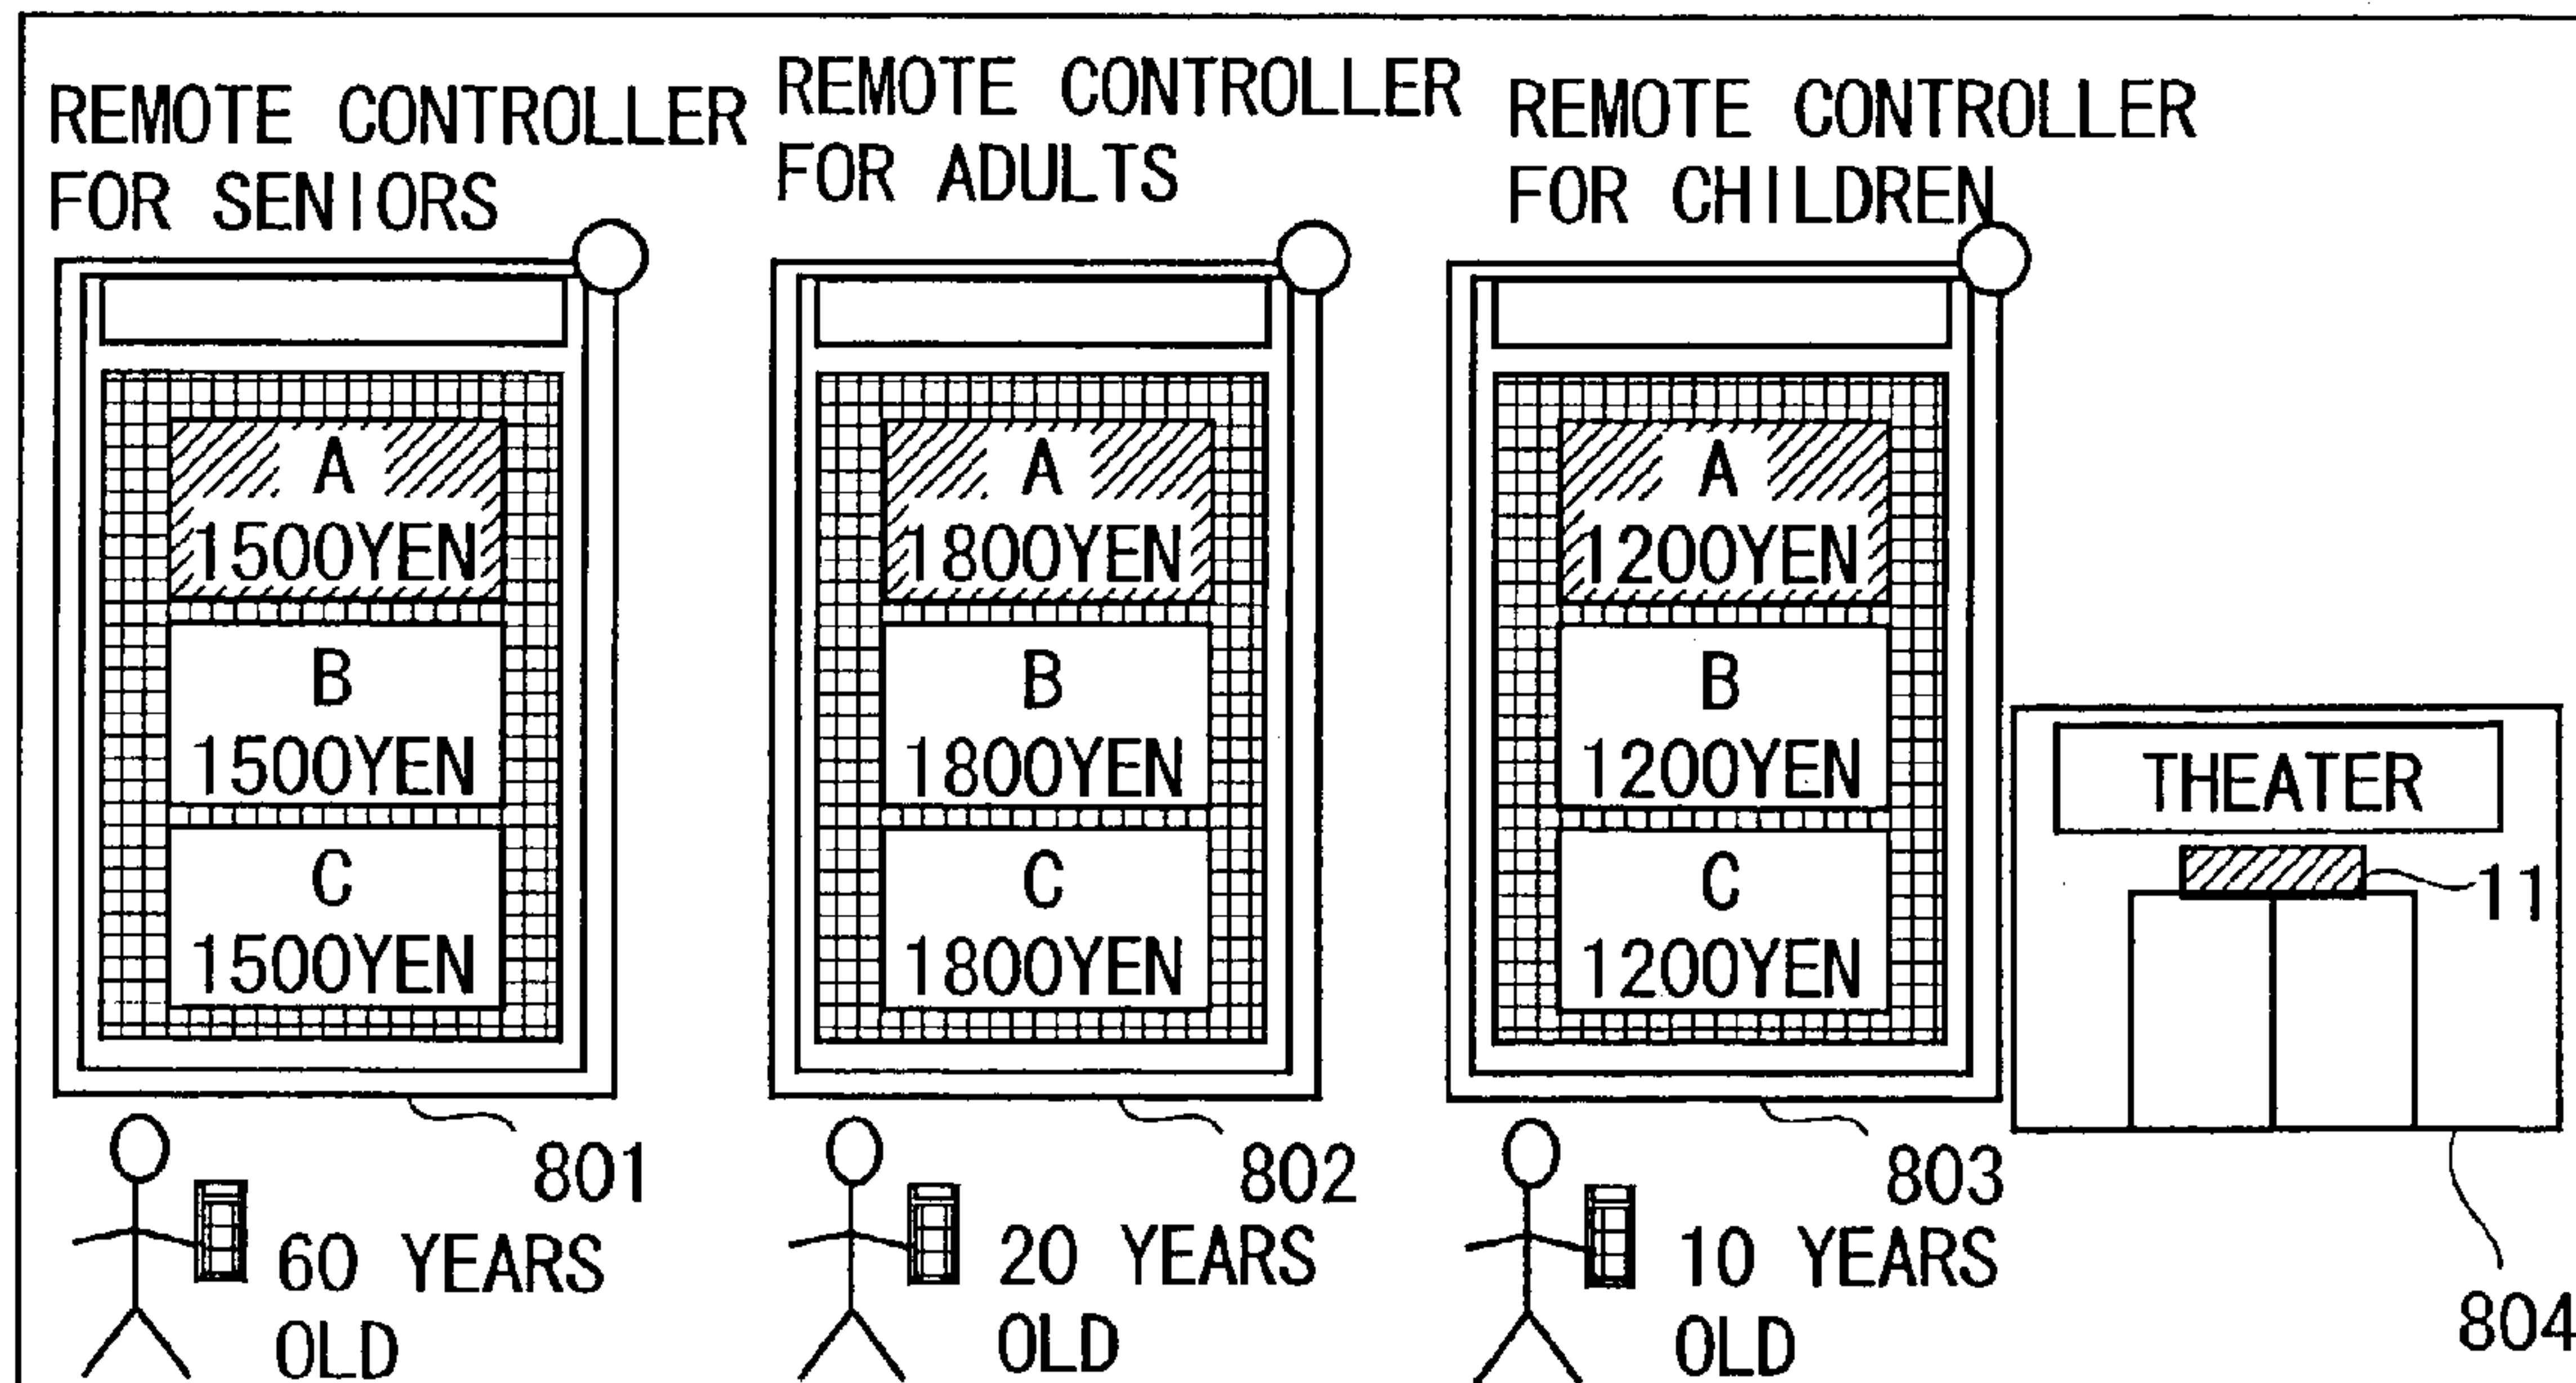 REMOTE CONTROLLER
FOR SENIORS
A
1500YEN
B
1500YEN
C
1500YEN
801
60 YEARS
OLD
REMOTE CONTROLLER
FOR ADULTS
A
1800YEN
B
1800YEN
C
1800YEN
802
20 YEARS
OLD
REMOTE CONTROLLER
FOR CHILDREN
A
1200YEN
B
1200YEN
C
1200YEN
803
10 YEARS
OLD
THEATER
11
804